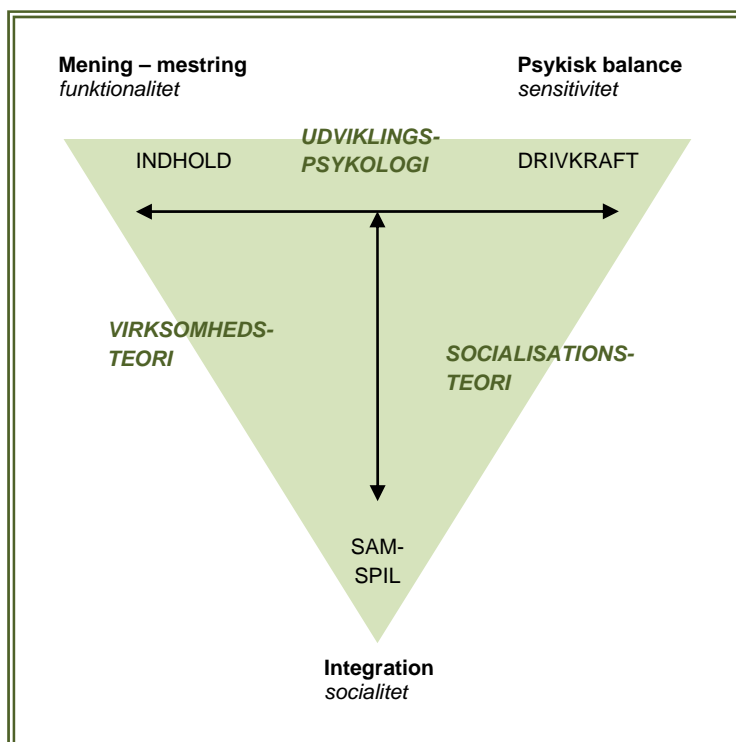 Mening – mestring
funktionalitet
Psykisk balance
sensitivitet
UDVIKLINGS-
PSYKOLOGI
INDHOLD
DRIVKRAFT
VIRKSOMHEDS-
TEORI
SOCIALISATIONS-
TEORI
SAM-
SPIL
Integration
socialitet